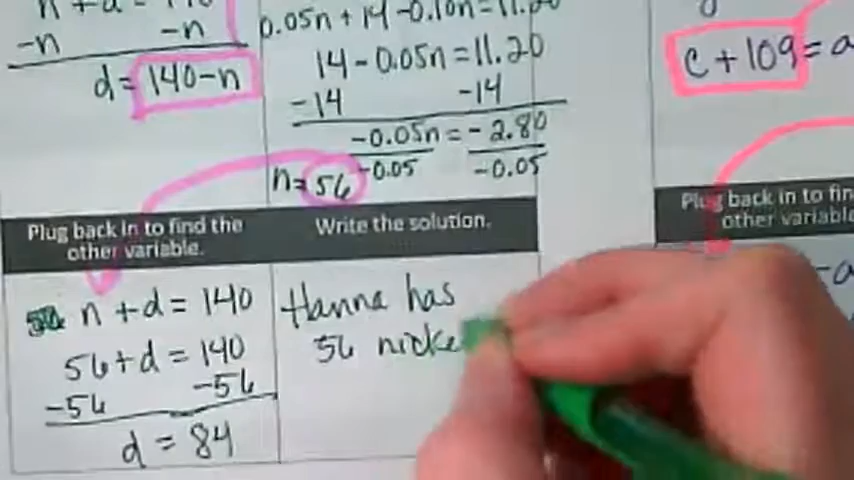 n + d = 140
-n -n
d = 140-n
0.05n + 14 - 0.10n = 11.20
14 - 0.05n = 11.20
-14 -14
-0.05n = -2.80
-0.05 -0.05
n = 56
Plug back in to find the
other variable.
n + d = 140
56 + d = 140
-56 -56
d = 84
Write the solution.
Hanna has
56 nicke
c + 109 = a
Plug back in to fin
other variable
-a